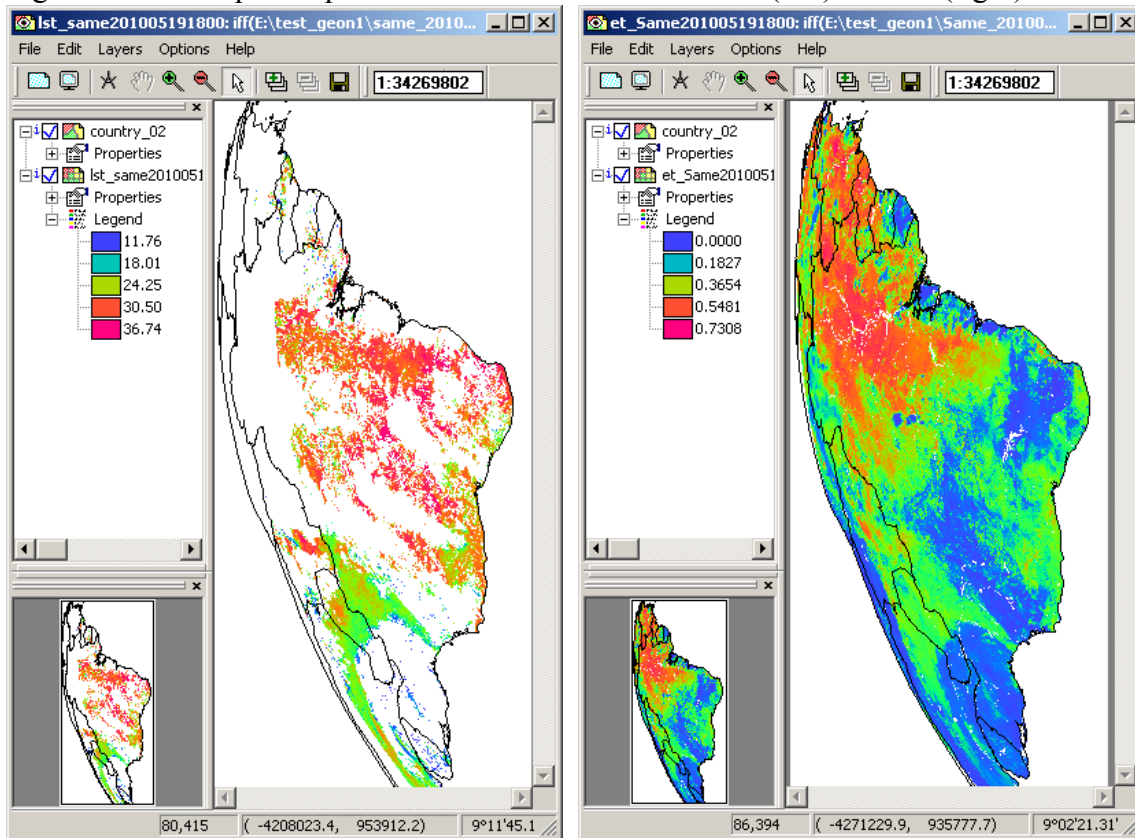 lst_same201005191800: iff(E:\test_geon1\same_2010...
File Edit Layers Options Help
1:34269802
country_02
Properties
lst_same2010051
Properties
Legend
11.76
18.01
24.25
30.50
36.74
80,415 ( -4208023.4, 953912.2) 9°11'45.1
et_Same201005191800: iff(E:\test_geon1\Same_20100...
File Edit Layers Options Help
1:34269802
country_02
Properties
et_Same2010051
Properties
Legend
0.0000
0.1827
0.3654
0.5481
0.7308
86,394 ( -4271229.9, 935777.7) 9°02'21.31'